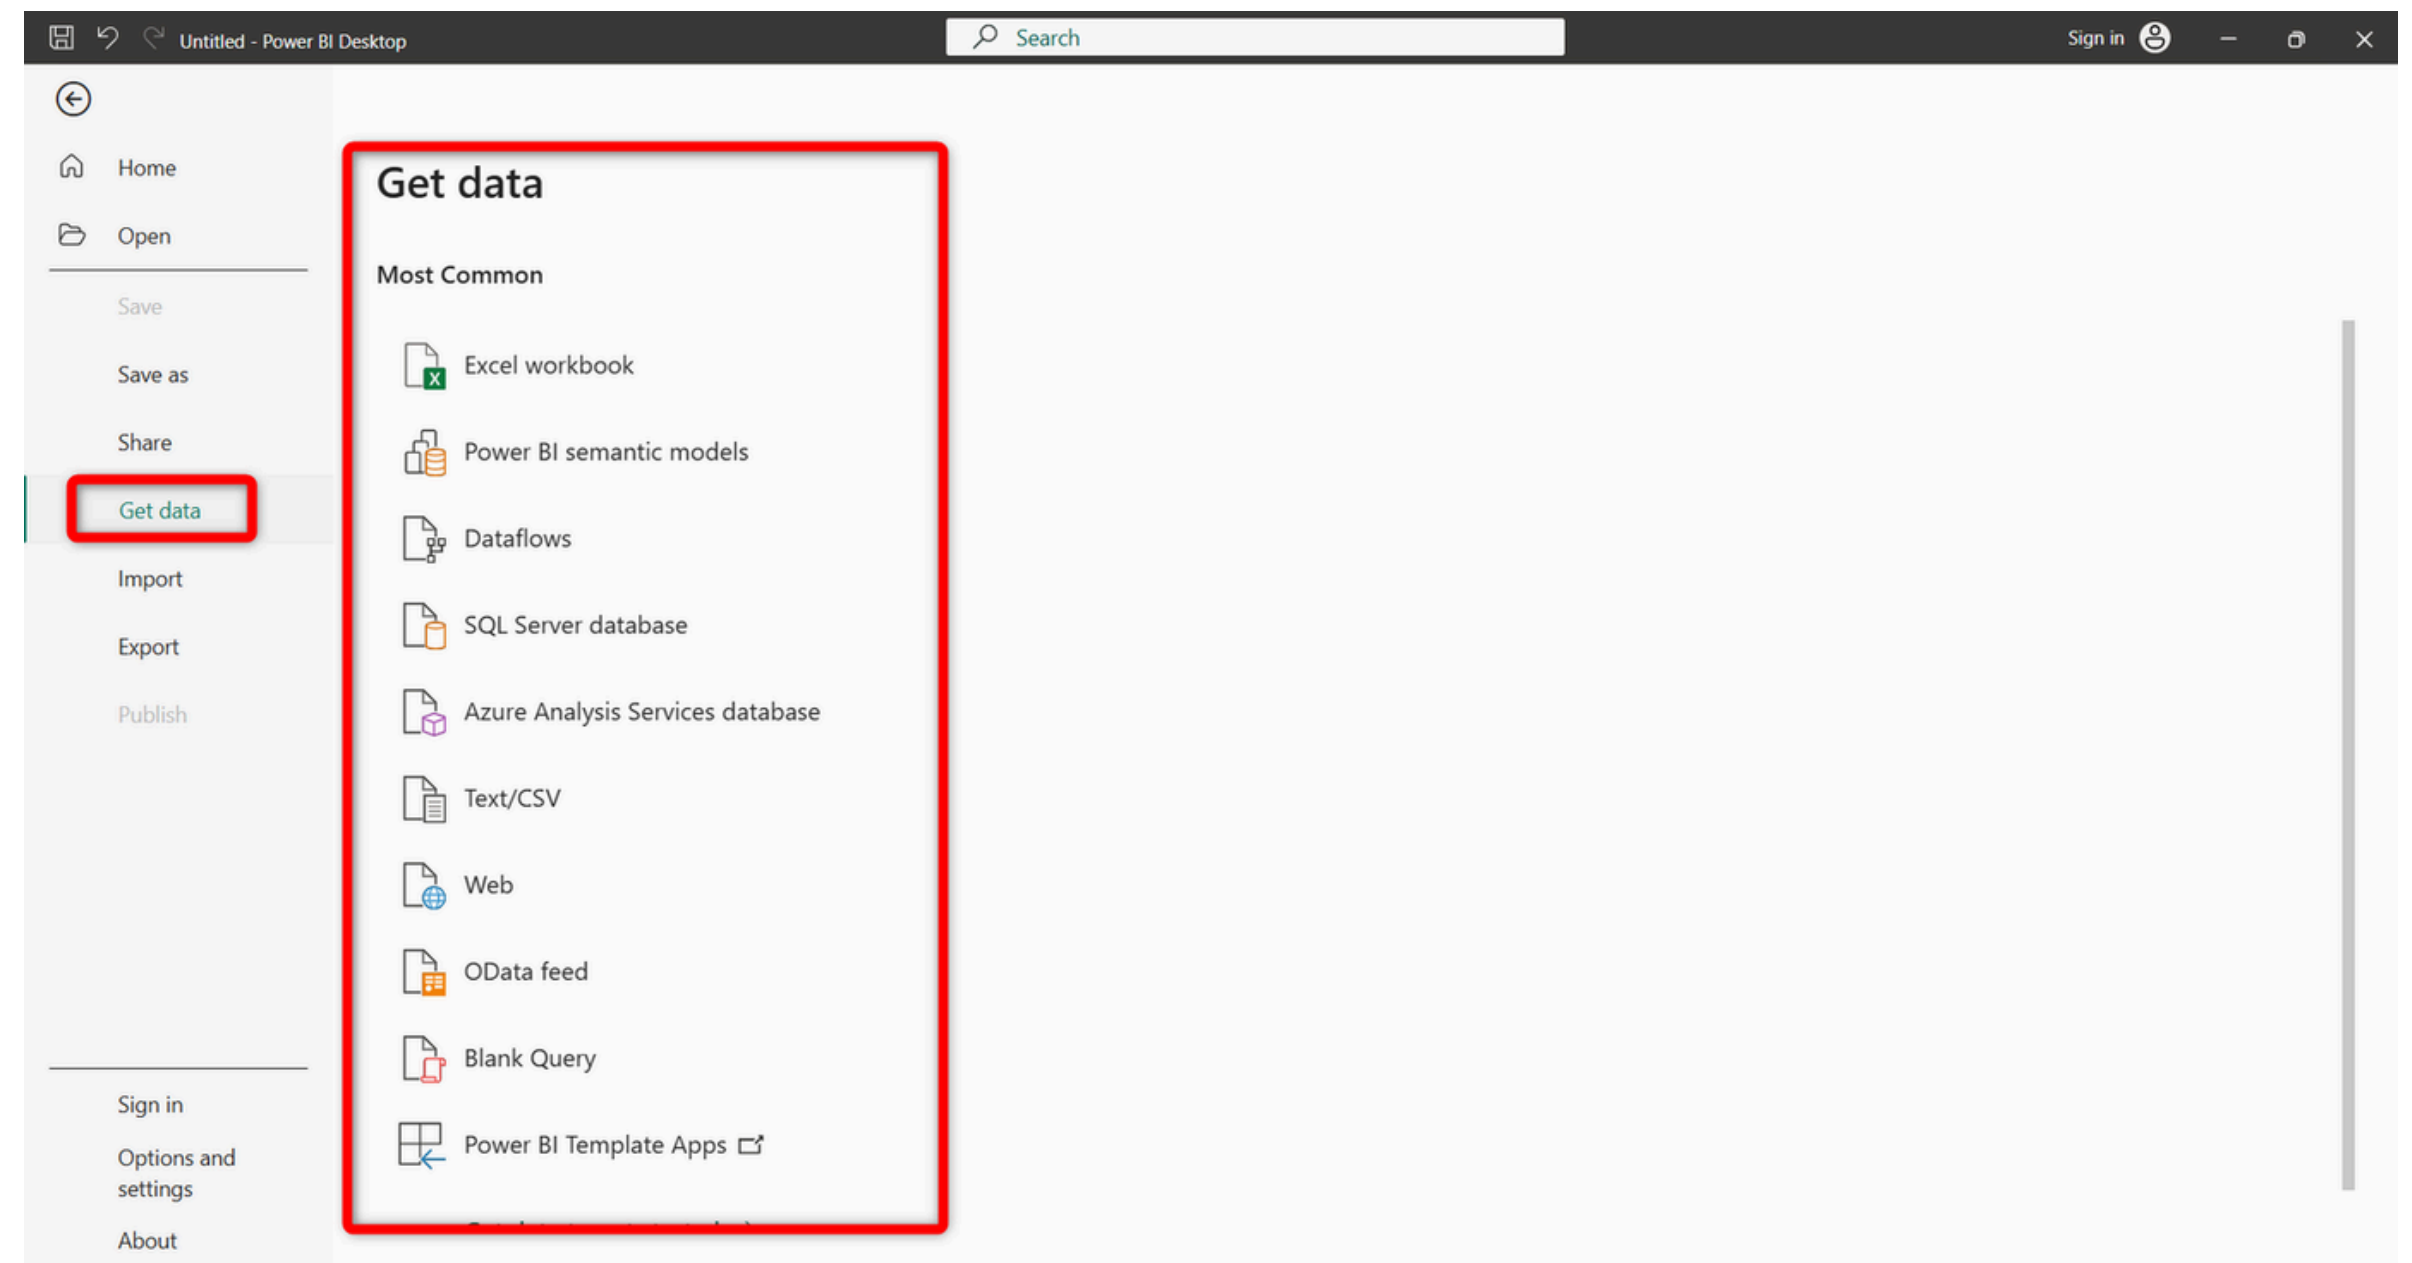 Untitled - Power BI Desktop
Search
Sign in
Home
Open
Save
Save as
Share
Get data
Import
Export
Publish
Sign in
Options and
settings
About
Get data
Most Common
Excel workbook
Power BI semantic models
Dataflows
SQL Server database
Azure Analysis Services database
Text/CSV
Web
OData feed
Blank Query
Power BI Template Apps